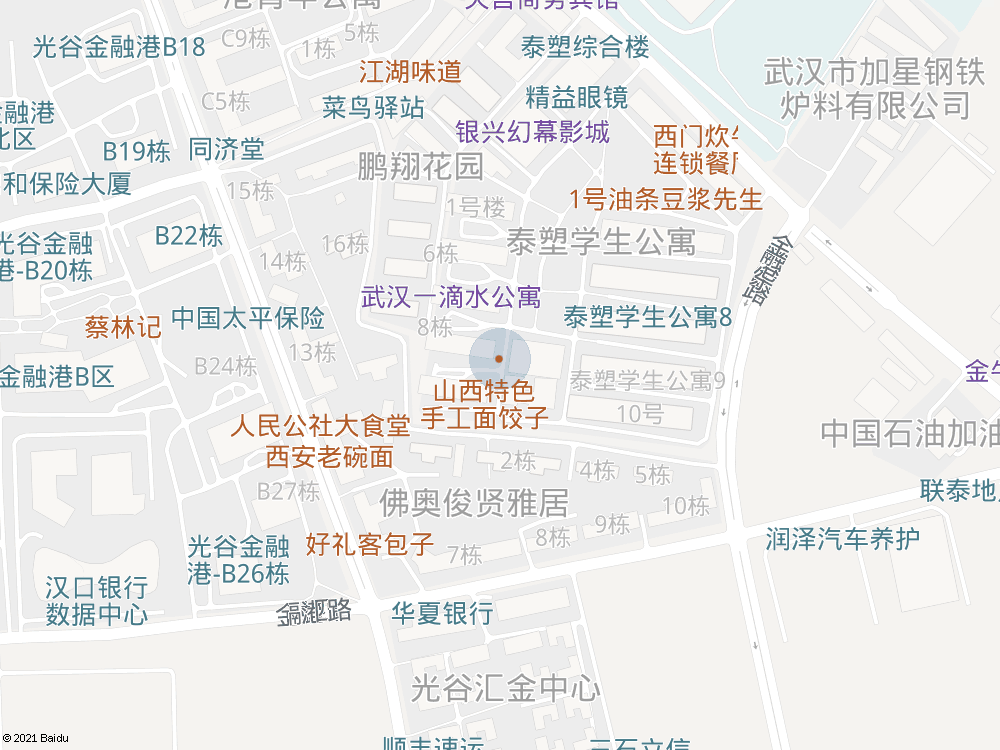 光谷金融港B18
C9栋
1栋
5栋
泰塑综合楼
江湖味道
武汉市加星钢铁
炉料有限公司
C5栋
菜鸟驿站
精益眼镜
银兴幻幕影城
北区
B19栋
同济堂
鹏翔花园
连锁餐
和保险大厦
15栋
1号楼
1号油条豆浆先生
B22栋
16栋
6栋
泰塑学生公寓
光谷金融
港-B20栋
14栋
武汉一滴水公寓
蔡林记
中国太平保险
8栋
泰塑学生公寓8
13栋
B24栋
金融港B区
山西特色
手工面饺子
泰塑学生公寓9
10号
人民公社大食堂
西安老碗面
中国石油加油
2栋
4栋
5栋
B27栋
佛奥俊贤雅居
10栋
联泰地
光谷金融
港-B26栋
好礼客包子
7栋
8栋
9栋
润泽汽车养护
汉口银行
数据中心
华夏银行
光谷汇金中心
顺丰速运
三石立信
© 2021 Baidu